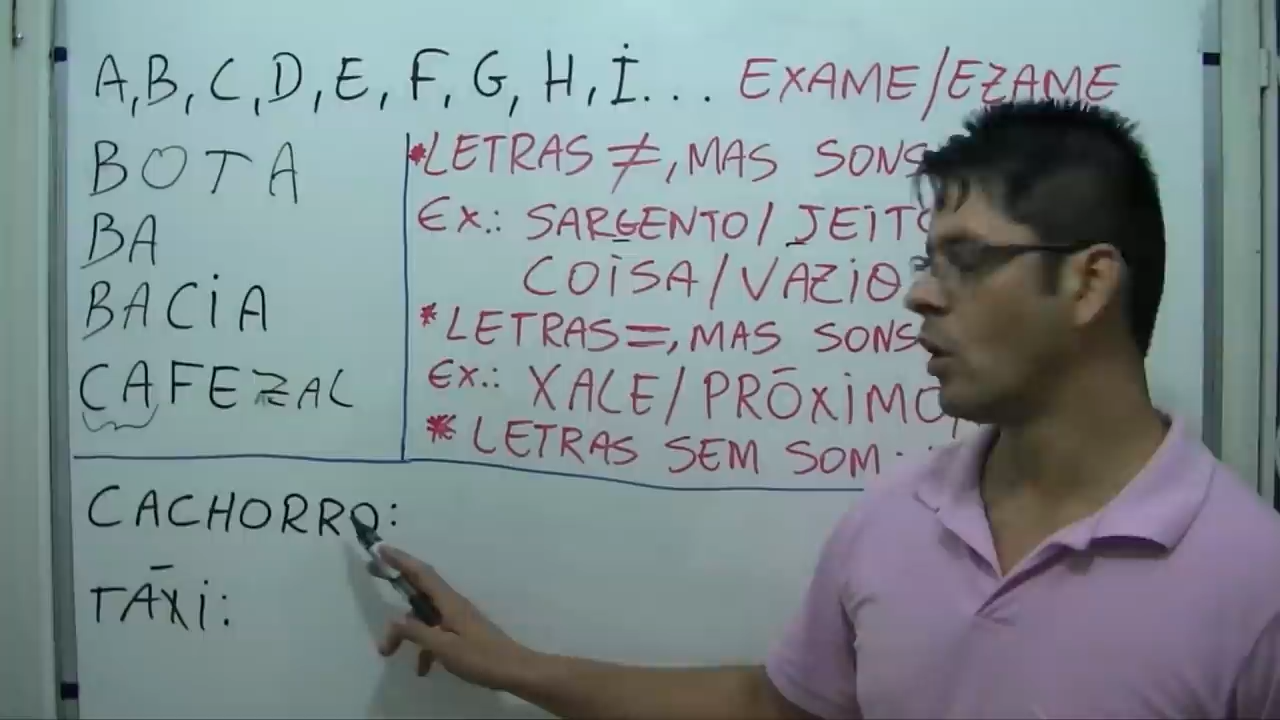 A, B, C, D, E, F, G, H, I... EXAME/EZAME
BOTA
BA
BACIA
CAFEZAL
*LETRAS ≠, MAS SONS
EX.: SARGENTO/JEITO
COISA/VAZIO
*LETRAS =, MAS SONS
EX.: XALE/PRÓXIMO
*LETRAS SEM SOM.
CACHORRO:
TÁXI: